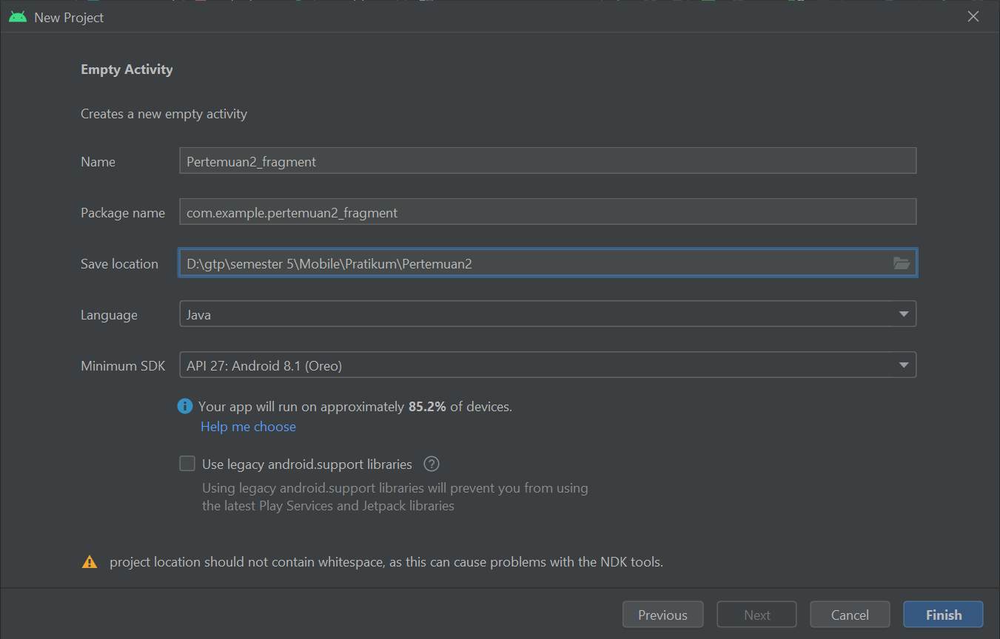 New Project
Empty Activity
Creates a new empty activity
Name Pertemuan2_fragment
Package name com.example.pertemuan2_fragment
Save location D:\gtp\semester 5\Mobile\Pratikum\Pertemuan2
Language Java
Minimum SDK API 27: Android 8.1 (Oreo)
Your app will run on approximately 85.2% of devices.
Help me choose
Use legacy android.support libraries ?
Using legacy android.support libraries will prevent you from using
the latest Play Services and Jetpack libraries
project location should not contain whitespace, as this can cause problems with the NDK tools.
Previous Next Cancel Finish